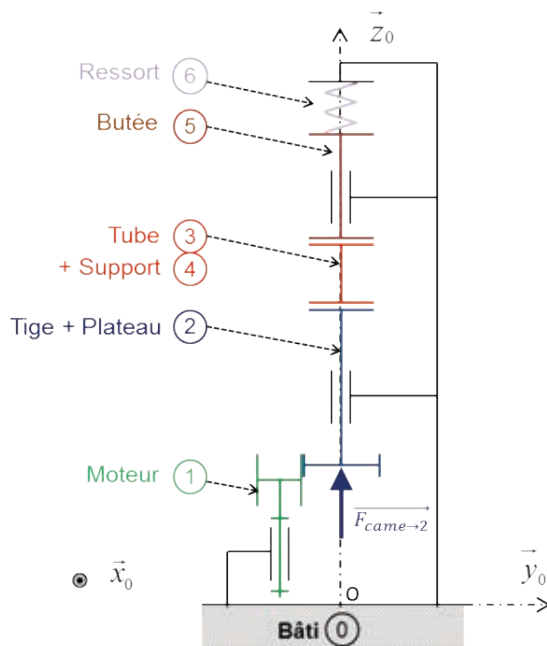 z₀
Ressort 6
Butée 5
Tube 3
+ Support 4
Tige + Plateau 2
Moteur 1
F came→2
x₀
y₀
O
Bâti 0